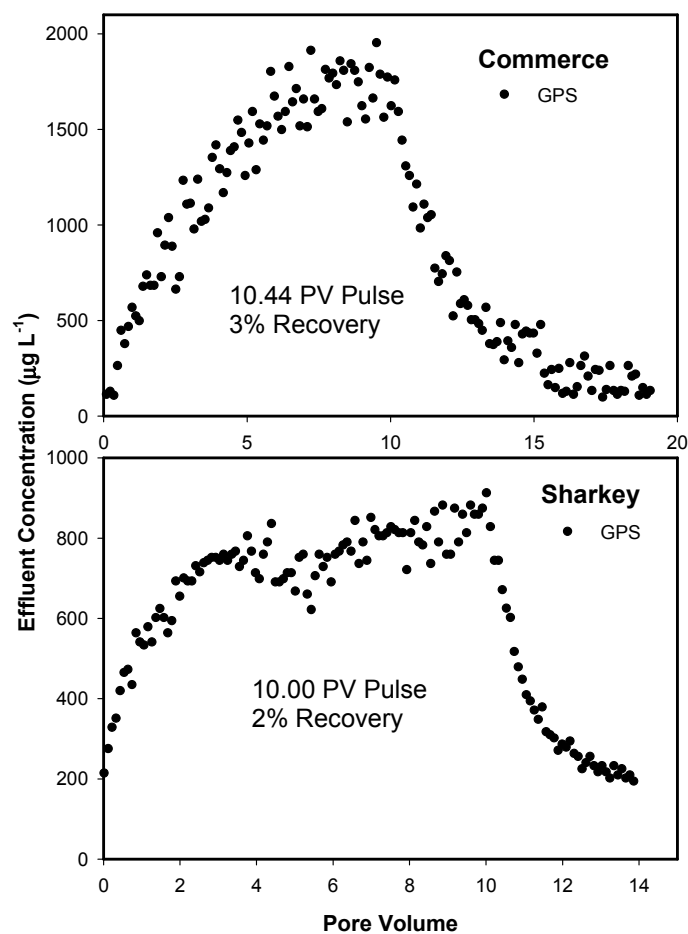 2000
Commerce
GPS
1500
1000
10.44 PV Pulse
3% Recovery
500
0
0 5 10 15 20
Effluent Concentration (µg L-1)
1000
Sharkey
GPS
800
600
10.00 PV Pulse
2% Recovery
400
200
0
0 2 4 6 8 10 12 14
Pore Volume